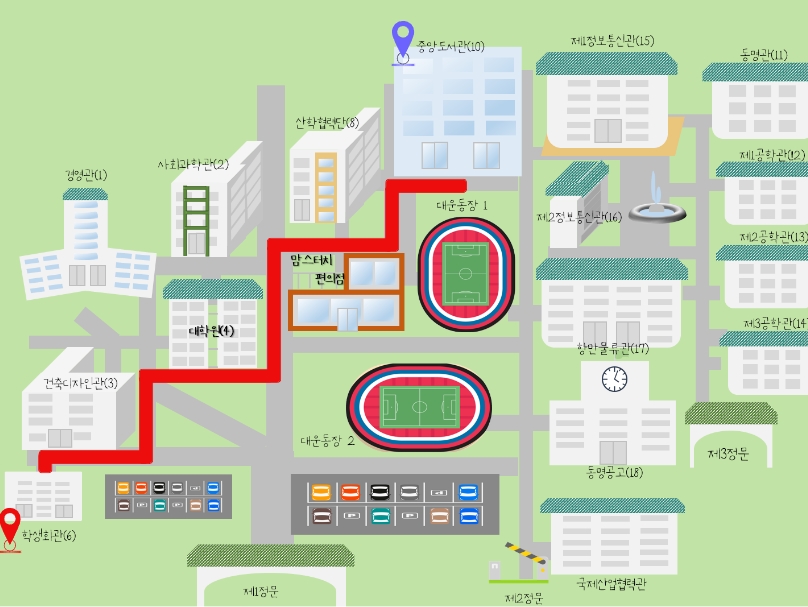 중앙도서관(10)
제1정보통신관(15)
동명관(11)
산학협력단(8)
사회과학관(2)
제1공학관(12)
경영관(1)
대운동장 1
제2정보통신관(16)
제2공학관(13)
맘스터치
편의점
제3공학관(14)
대학원(4)
항만물류관(17)
건축디자인관(3)
대운동장 2
제3정문
동명공고(18)
학생회관(6)
국제산업협력관
제1정문
제2정문